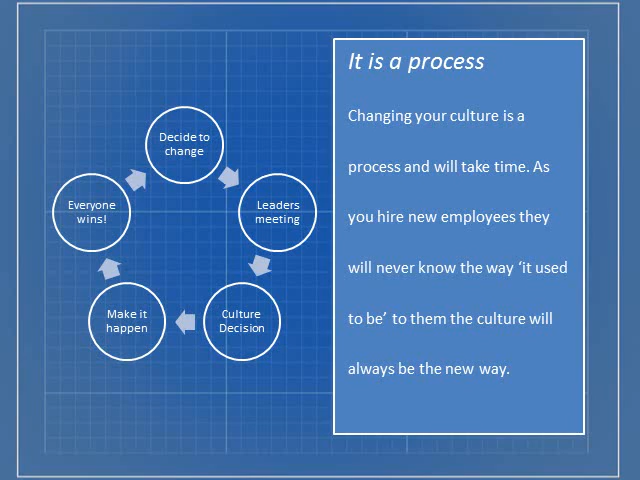 It is a process
Changing your culture is a
process and will take time. As
you hire new employees they
will never know the way ‘it used
to be’ to them the culture will
always be the new way.
Decide to
change
Leaders
meeting
Culture
Decision
Make it
happen
Everyone
wins!